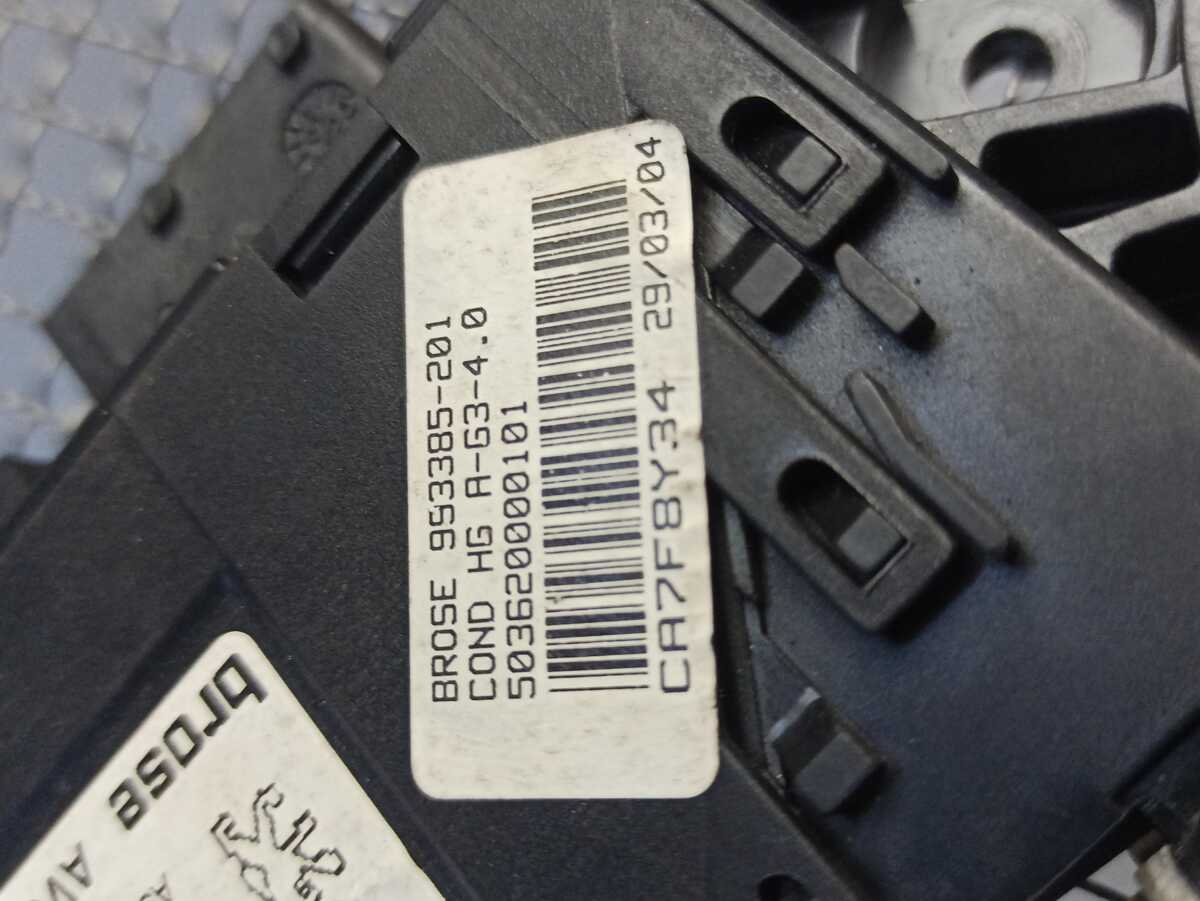 BROSE 953385-201
COND HG A-G3-4.0
503620000101
CA7F8Y34 29/03/04
brose